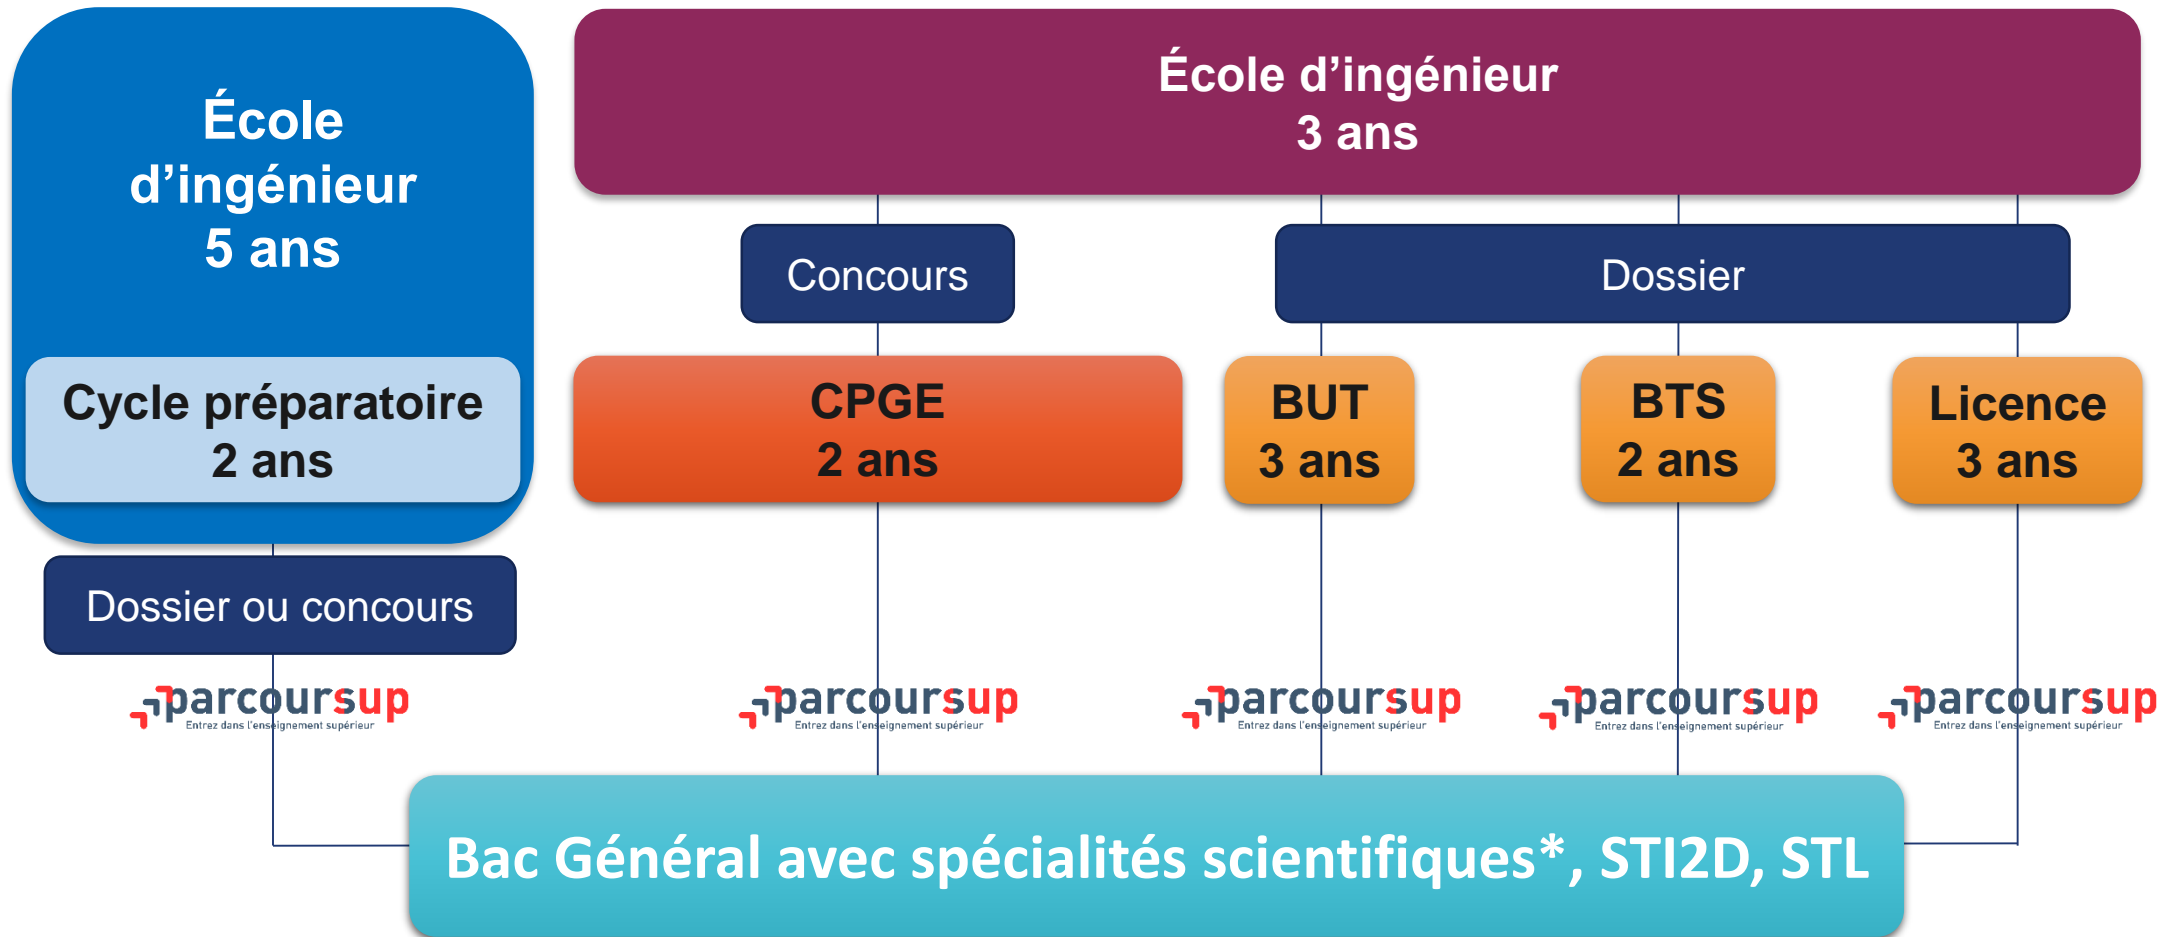 École
d’ingénieur
5 ans
École d’ingénieur
3 ans
Concours
Dossier
Cycle préparatoire
2 ans
CPGE
2 ans
BUT
3 ans
BTS
2 ans
Licence
3 ans
Dossier ou concours
parcoursup
Entrez dans l'enseignement supérieur
parcoursup
Entrez dans l'enseignement supérieur
parcoursup
Entrez dans l'enseignement supérieur
parcoursup
Entrez dans l'enseignement supérieur
parcoursup
Entrez dans l'enseignement supérieur
Bac Général avec spécialités scientifiques*, STI2D, STL